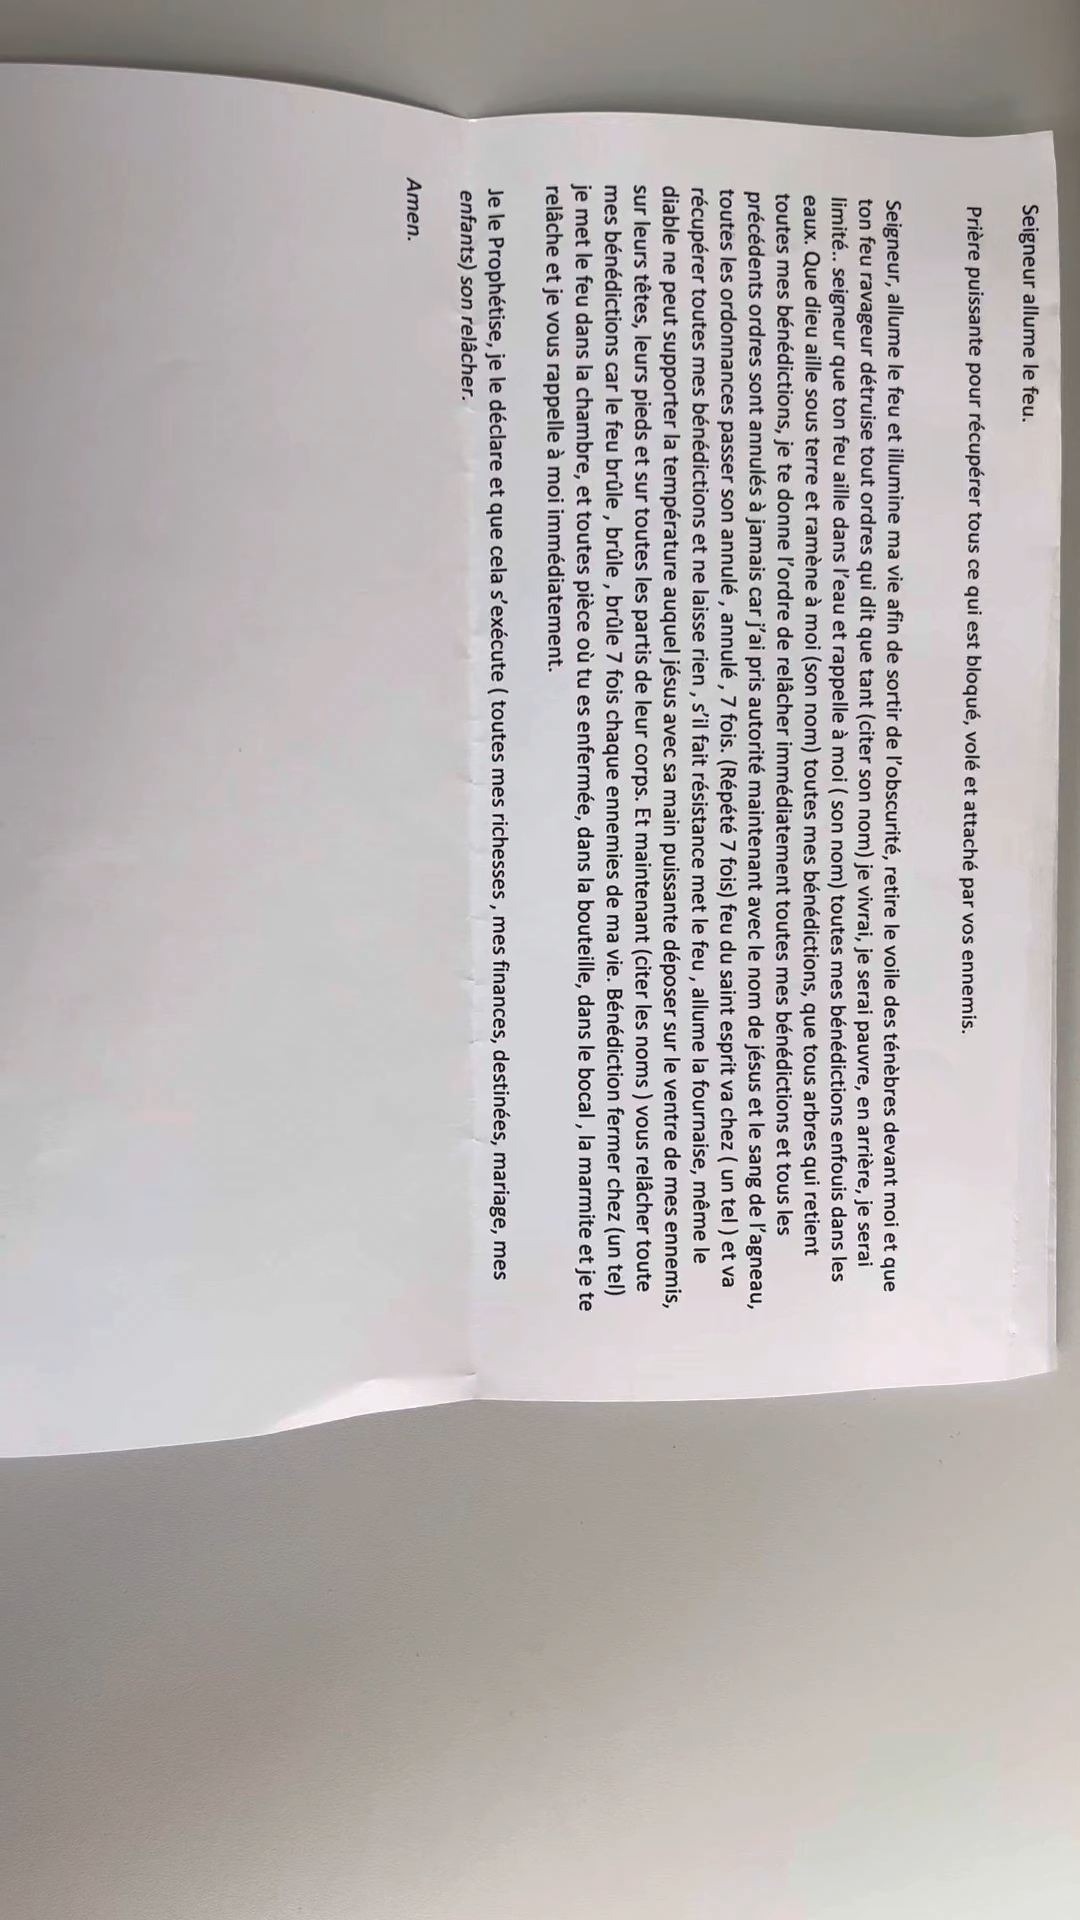 Seigneur allume le feu.
Prière puissante pour récupérer tous ce qui est bloqué, volé et attaché par vos ennemis.
Seigneur, allume le feu et illumine ma vie afin de sortir de l'obscurité, retire le voile des ténèbres devant moi et que
ton feu ravageur détruise tout ordres qui dit que tant (citer son nom) je vivrai, je serai pauvre, en arrière, je serai
limité.. seigneur que ton feu aille dans l'eau et rappelle à moi ( son nom) toutes mes bénédictions enfouis dans les
eaux. Que dieu aille sous terre et ramène à moi (son nom) toutes mes bénédictions, que tous arbres qui retient
toutes mes bénédictions, je te donne l'ordre de relâcher immédiatement toutes mes bénédictions et tous les
précédents ordres sont annulés à jamais car j'ai pris autorité maintenant avec le nom de jésus et le sang de l'agneau,
toutes les ordonnances passer son annulé , annulé , 7 fois. (Répété 7 fois) feu du saint esprit va chez ( un tel ) et va
récupérer toutes mes bénédictions et ne laisse rien , s'il fait résistance met le feu , allume la fournaise, même le
diable ne peut supporter la température auquel jésus avec sa main puissante déposer sur le ventre de mes ennemis,
sur leurs têtes, leurs pieds et sur toutes les partis de leur corps. Et maintenant (citer les noms ) vous relâcher toute
mes bénédictions car le feu brûle , brûle , brûle 7 fois chaque ennemies de ma vie. Bénédiction fermer chez (un tel)
je met le feu dans la chambre, et toutes pièce où tu es enfermée, dans la bouteille, dans le bocal , la marmite et je te
relâche et je vous rappelle à moi immédiatement.
Je le Prophétise, je le déclare et que cela s'exécute ( toutes mes richesses , mes finances, destinées, mariage, mes
enfants) son relâcher.
Amen.